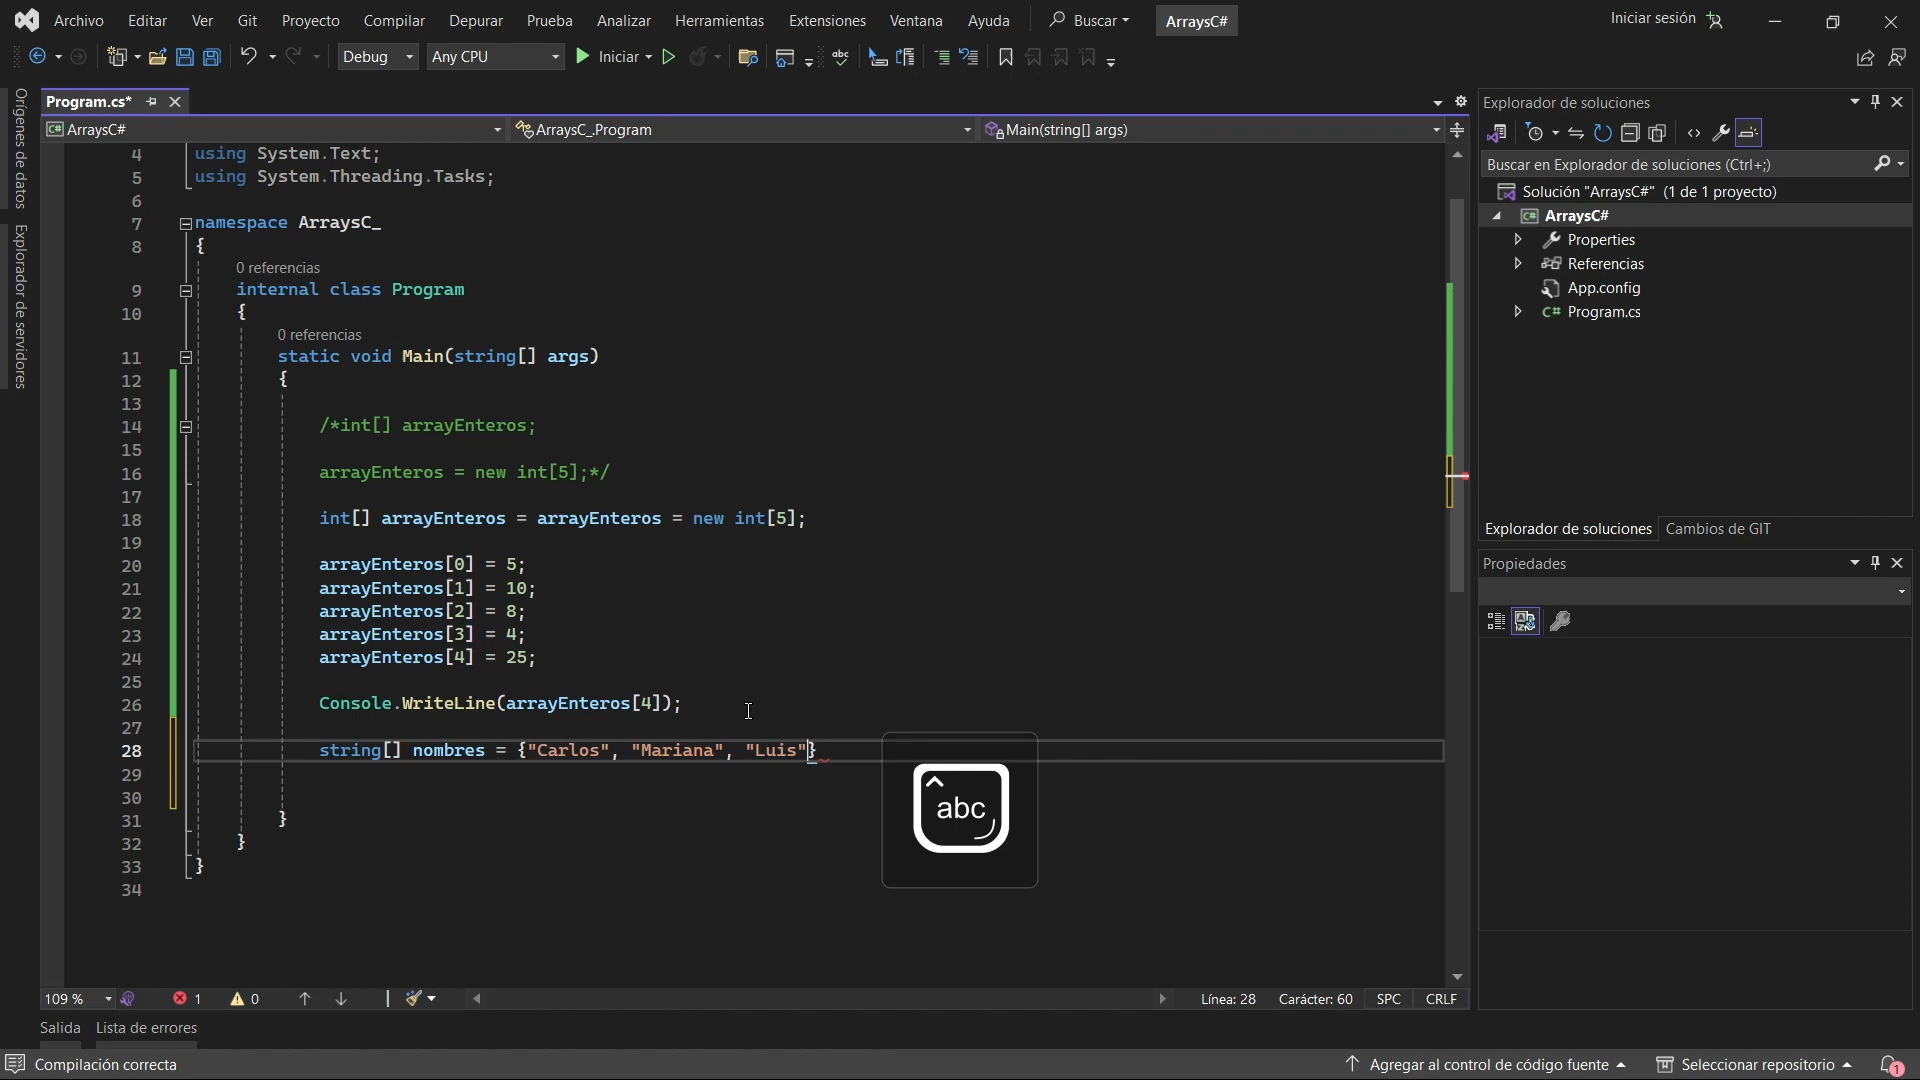 Archivo Editar Ver Git Proyecto Compilar Depurar Prueba Analizar Herramientas Extensiones Ventana Ayuda Buscar ArraysC# Iniciar sesión
Debug Any CPU Iniciar abc
Orígenes de datos
Explorador de servidores
Program.cs*
ArraysC# ArraysC_.Program Main(string[] args)
4 using System.Text;
5 using System.Threading.Tasks;
6
7 namespace ArraysC_
8 {
0 referencias
9 internal class Program
10 {
0 referencias
11 static void Main(string[] args)
12 {
13
14 /*int[] arrayEnteros;
15
16 arrayEnteros = new int[5];*/
17
18 int[] arrayEnteros = arrayEnteros = new int[5];
19
20 arrayEnteros[0] = 5;
21 arrayEnteros[1] = 10;
22 arrayEnteros[2] = 8;
23 arrayEnteros[3] = 4;
24 arrayEnteros[4] = 25;
25
26 Console.WriteLine(arrayEnteros[4]);
27
28 string[] nombres = {"Carlos", "Mariana", "Luis"}
29
30
31 }
32 }
33 }
34
abc
109 % 1 0 Línea: 28 Carácter: 60 SPC CRLF
Salida Lista de errores
Explorador de soluciones
Buscar en Explorador de soluciones (Ctrl+;)
Solución "ArraysC#" (1 de 1 proyecto)
C# ArraysC#
Properties
Referencias
App.config
C# Program.cs
Explorador de soluciones Cambios de GIT
Propiedades
Compilación correcta Agregar al control de código fuente Seleccionar repositorio 1